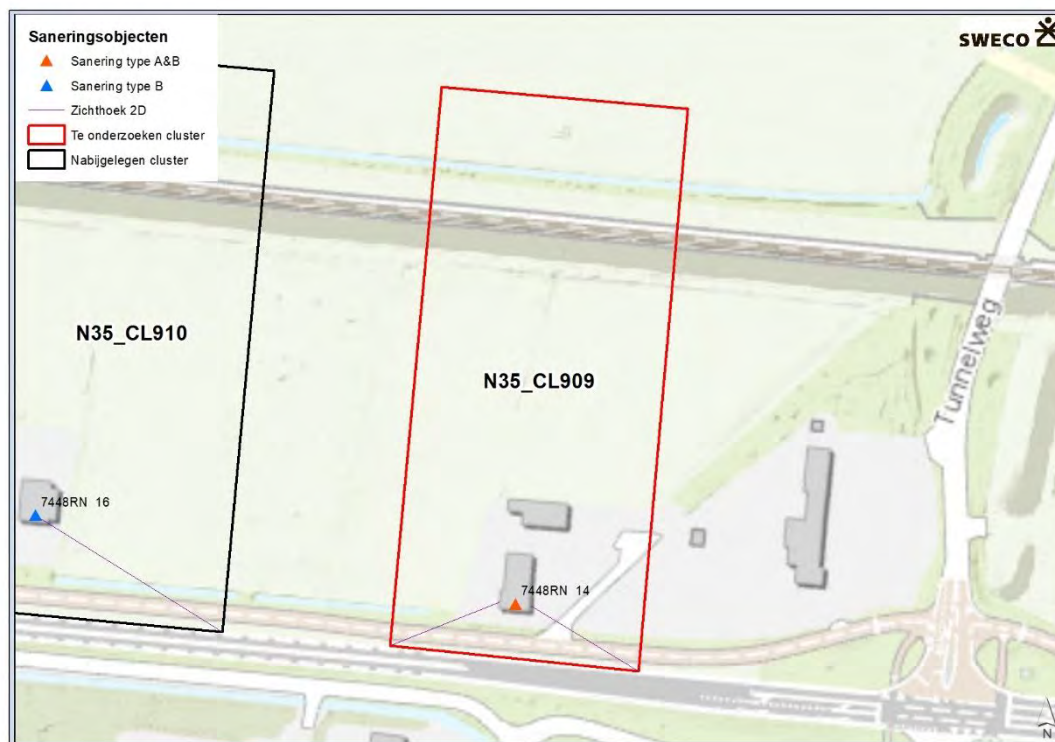 Saneringsobjecten
Sanering type A&B
Sanering type B
Zichthoek 2D
Te onderzoeken cluster
Nabijgelegen cluster
SWECO
N35_CL910
N35_CL909
Tunnelweg
7448RN 16
7448RN 14
N